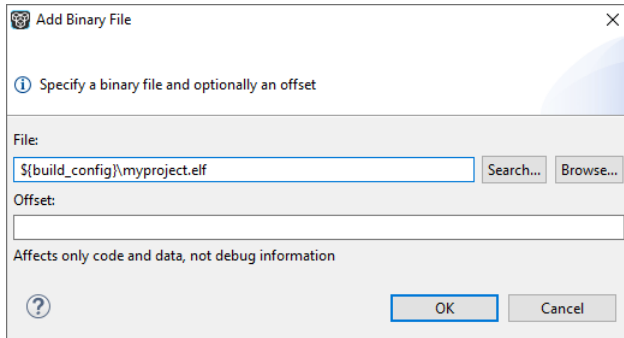 Add Binary File
Specify a binary file and optionally an offset
File:
${build_config}\myproject.elf
Search...
Browse...
Offset:
Affects only code and data, not debug information
OK
Cancel